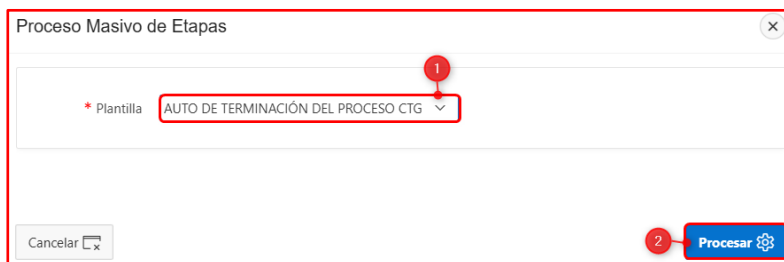 Proceso Masivo de Etapas
1
* Plantilla AUTO DE TERMINACIÓN DEL PROCESO CTG
Cancelar 2 Procesar